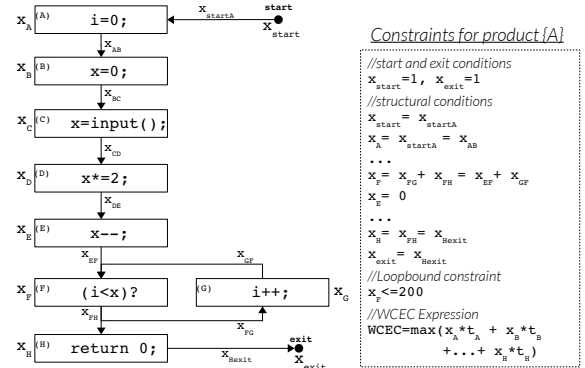 start
x_startA
x_start
x_A (A) i=0;
x_AB
x_B (B) x=0;
x_BC
x_C (C) x=input();
x_CD
x_D (D) x*=2;
x_DE
x_E (E) x--;
x_EF x_GF
x_F (F) (i<x)? (G) i++; x_G
x_FH x_FG
x_H (H) return 0; x_Hexit exit
x_exit
Constraints for product {A}
//start and exit conditions
x_start=1, x_exit=1
//structural conditions
x_start= x_startA
x_A= x_startA = x_AB
...
x_F= x_FG+ x_FH = x_EF+ x_GF
x_E= 0
...
x_H= x_FH= x_Hexit
x_exit= x_Hexit
//Loopbound constraint
x_F<=200
//WCEC Expression
WCEC=max(x_A*t_A + x_B*t_B
+...+ x_H*t_H)